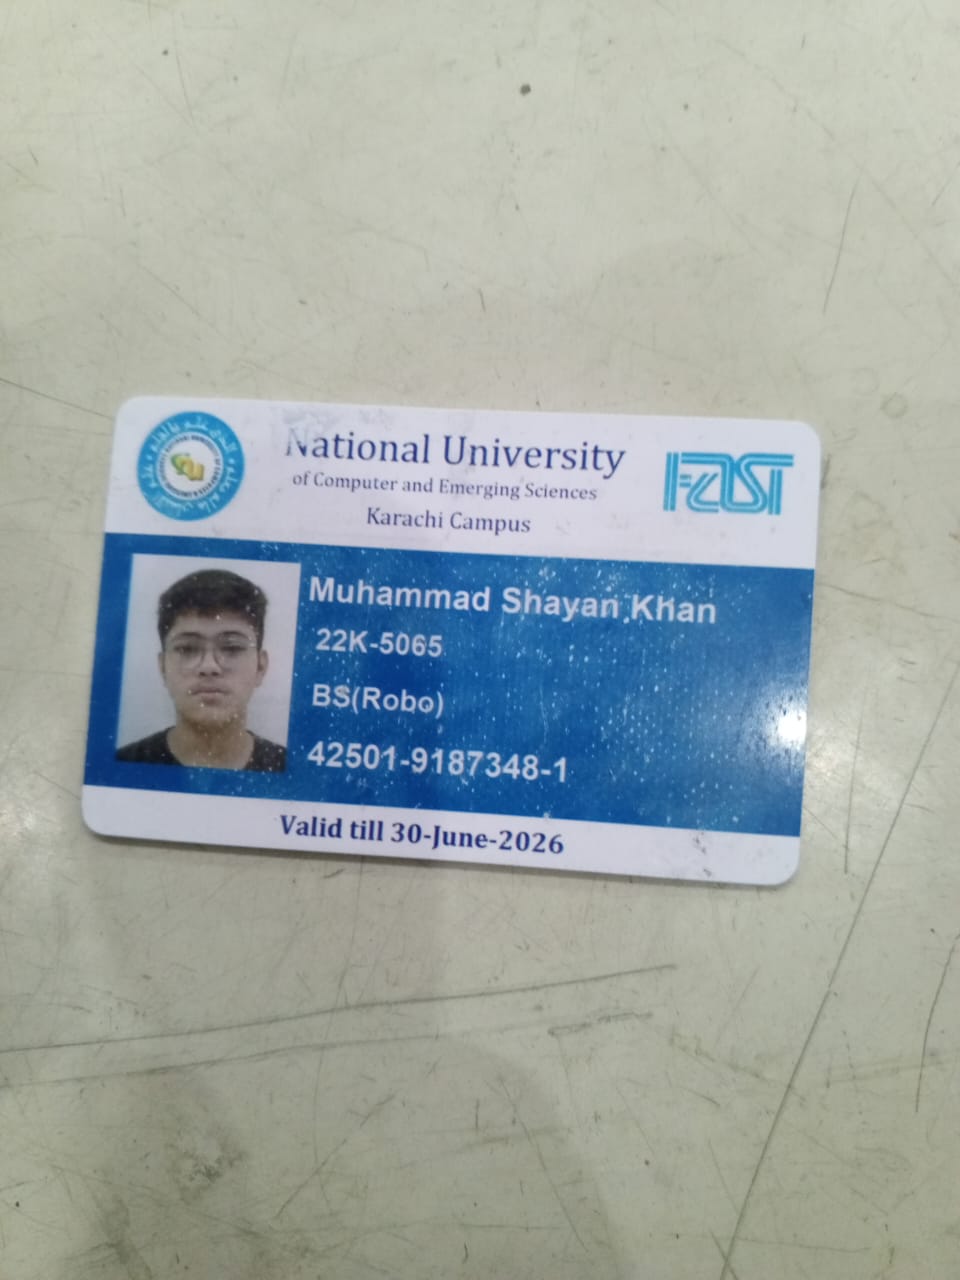 National University
of Computer and Emerging Sciences
Karachi Campus
FAST
Muhammad Shayan Khan
22K-5065
BS(Robo)
42501-9187348-1
Valid till 30-June-2026